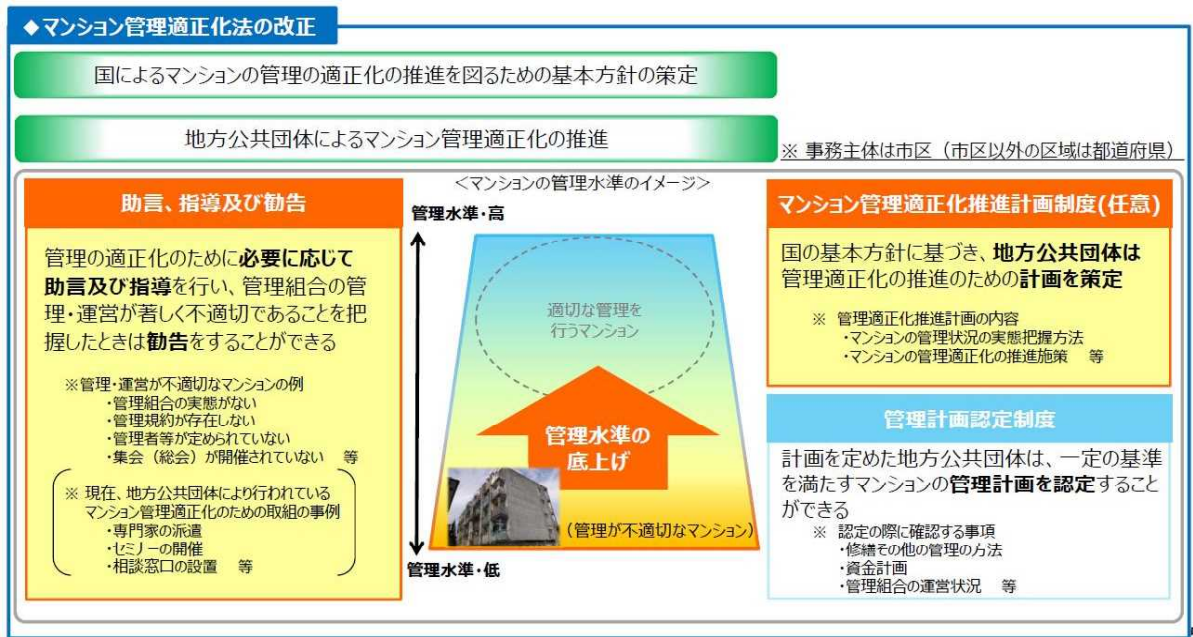 ◆マンション管理適正化法の改正
国によるマンションの管理の適正化の推進を図るための基本方針の策定
地方公共団体によるマンション管理適正化の推進
※ 事務主体は市区（市区以外の区域は都道府県）
助言、指導及び勧告
管理の適正化のために必要に応じて
助言及び指導を行い、管理組合の管
理・運営が著しく不適切であることを把
握したときは勧告をすることができる
※管理・運営が不適切なマンションの例
・管理組合の実態がない
・管理規約が存在しない
・管理者等が定められていない
・集会（総会）が開催されていない 等
※ 現在、地方公共団体により行われている
マンション管理適正化のための取組の事例
・専門家の派遣
・セミナーの開催
・相談窓口の設置 等
＜マンションの管理水準のイメージ＞
管理水準・高
適切な管理を
行うマンション
管理水準の
底上げ
（管理が不適切なマンション）
管理水準・低
マンション管理適正化推進計画制度(任意)
国の基本方針に基づき、地方公共団体は
管理適正化の推進のための計画を策定
※ 管理適正化推進計画の内容
・マンションの管理状況の実態把握方法
・マンションの管理適正化の推進施策 等
管理計画認定制度
計画を定めた地方公共団体は、一定の基準
を満たすマンションの管理計画を認定すること
ができる
※ 認定の際に確認する事項
・修繕その他の管理の方法
・資金計画
・管理組合の運営状況 等